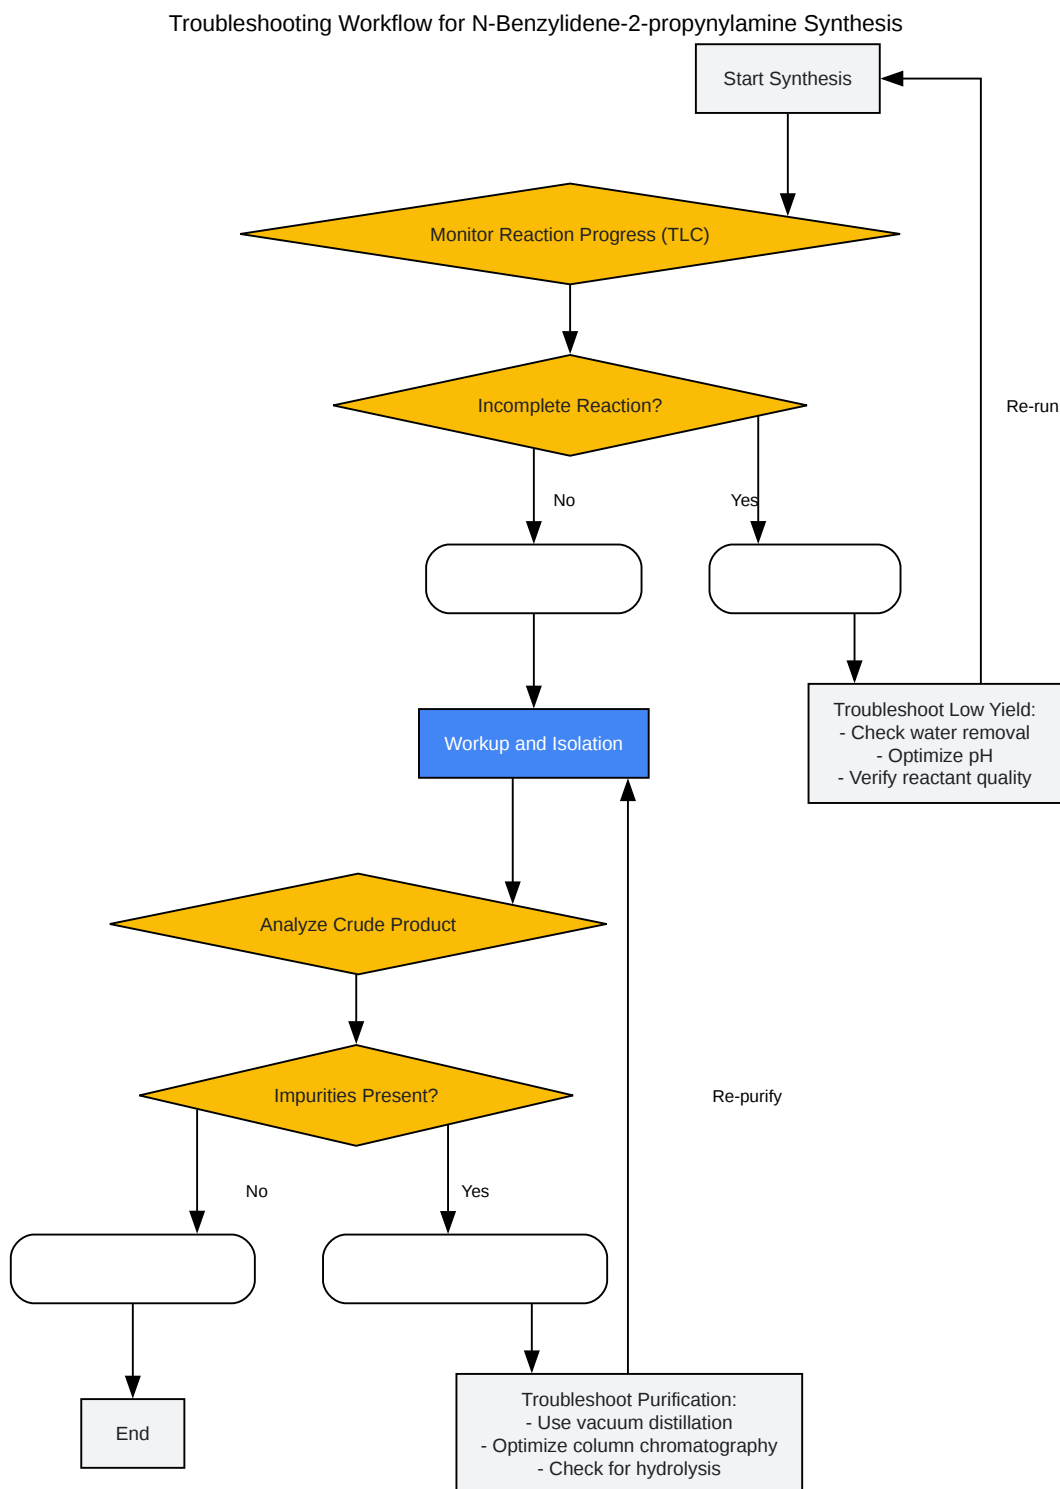 Troubleshooting Workflow for N-Benzylidene-2-propynylamine Synthesis
Start Synthesis
Monitor Reaction Progress (TLC)
Incomplete Reaction?
Re-run
No
Yes
Troubleshoot Low Yield:
- Check water removal
- Optimize pH
- Verify reactant quality
Workup and Isolation
Analyze Crude Product
Impurities Present?
Re-purify
No
Yes
Troubleshoot Purification:
- Use vacuum distillation
- Optimize column chromatography
- Check for hydrolysis
End